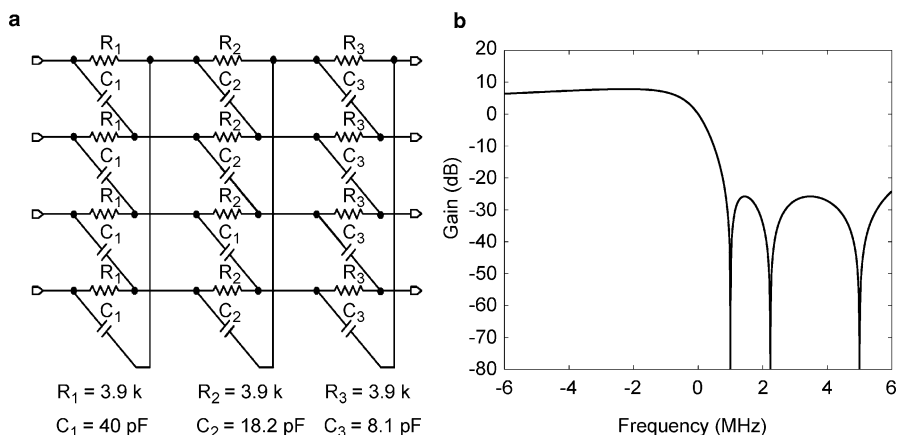 a
R₁ R₂ R₃
C₁ C₂ C₃
R₁ R₂ R₃
C₁ C₂ C₃
R₁ R₂ R₃
C₁ C₁ C₃
R₁ R₂ R₃
C₁ C₂ C₃
R₁ = 3.9 k R₂ = 3.9 k R₃ = 3.9 k
C₁ = 40 pF C₂ = 18.2 pF C₃ = 8.1 pF
b
Gain (dB)
20
10
0
-10
-20
-30
-40
-50
-60
-70
-80
-6 -4 -2 0 2 4 6
Frequency (MHz)